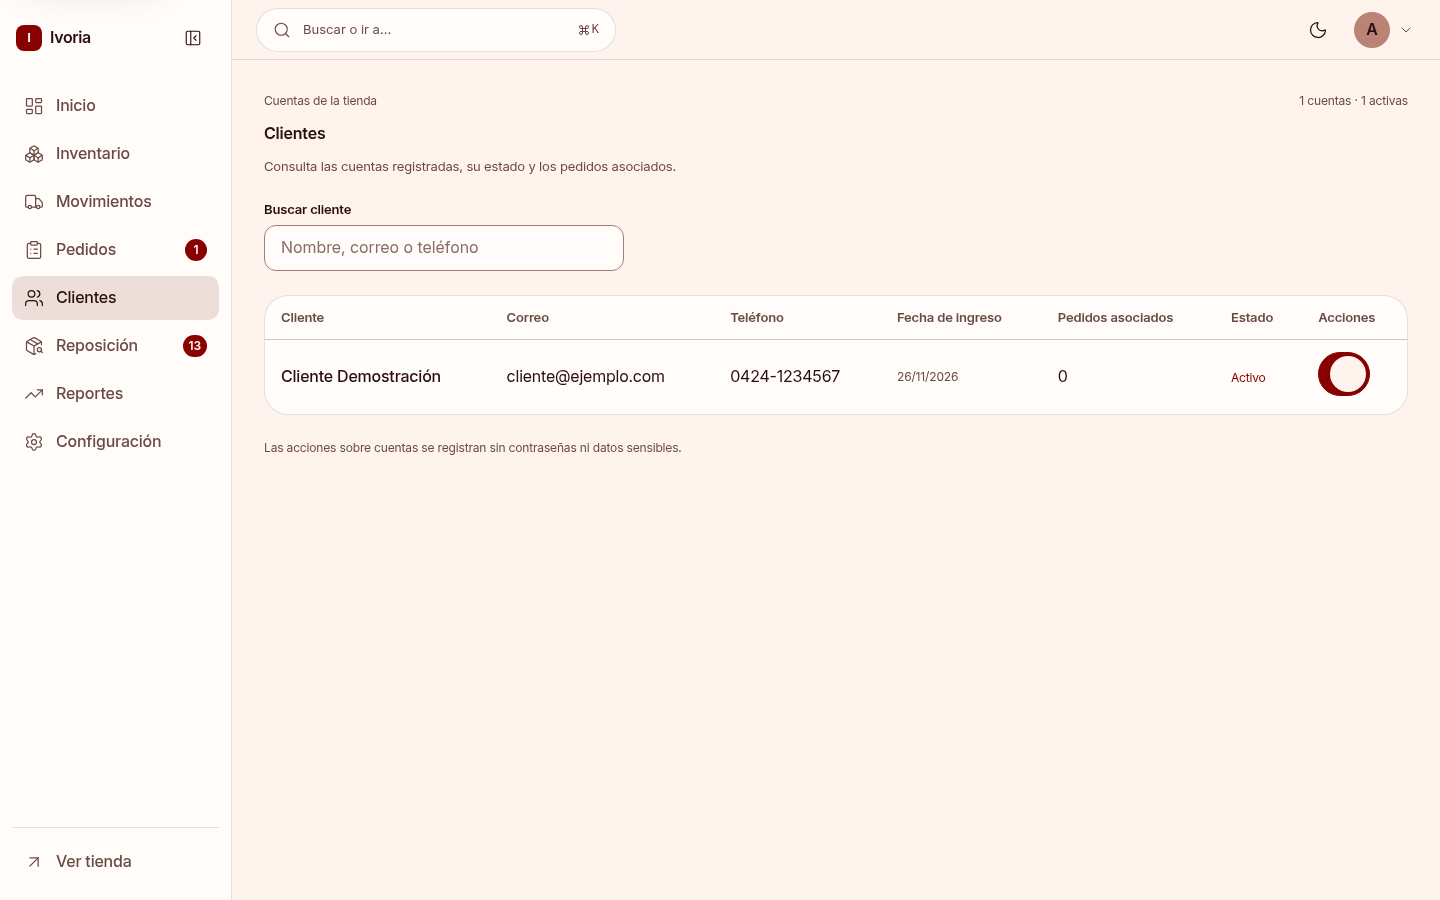 I Ivoria
Buscar o ir a...
⌘K
A
Inicio
Inventario
Movimientos
Pedidos 1
Clientes
Reposición 13
Reportes
Configuración
Ver tienda
Cuentas de la tienda
1 cuentas · 1 activas
Clientes
Consulta las cuentas registradas, su estado y los pedidos asociados.
Buscar cliente
Nombre, correo o teléfono
Cliente Correo Teléfono Fecha de ingreso Pedidos asociados Estado Acciones
Cliente Demostración cliente@ejemplo.com 0424-1234567 26/11/2026 0 Activo
Las acciones sobre cuentas se registran sin contraseñas ni datos sensibles.